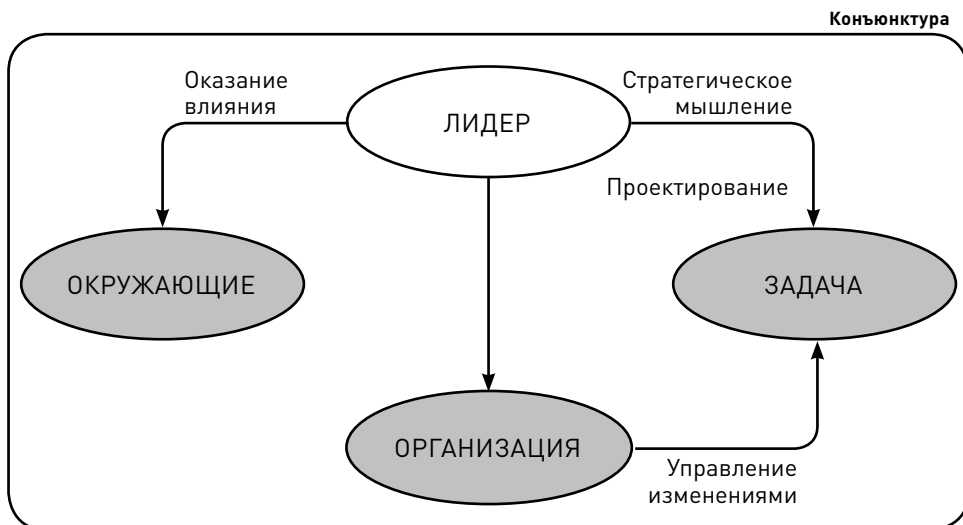 Конъюнктура
Оказание
влияния
Стратегическое
мышление
ЛИДЕР
Проектирование
ОКРУЖАЮЩИЕ
ЗАДАЧА
ОРГАНИЗАЦИЯ
Управление
изменениями